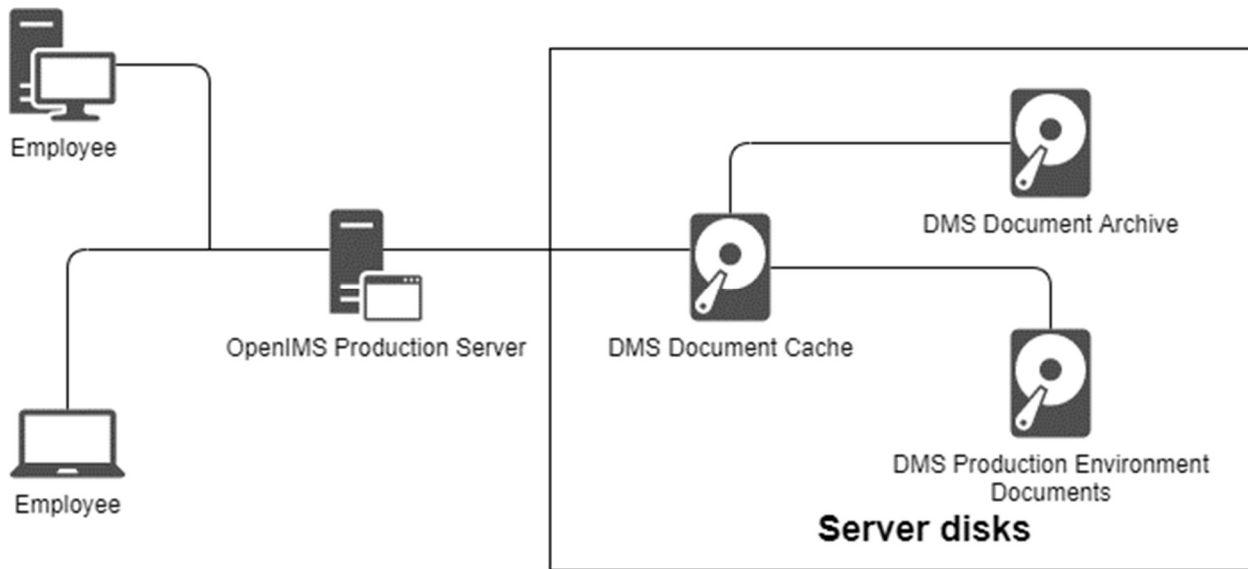 Employee
DMS Document Archive
OpenIMS Production Server
DMS Document Cache
DMS Production Environment
Documents
Employee
Server disks